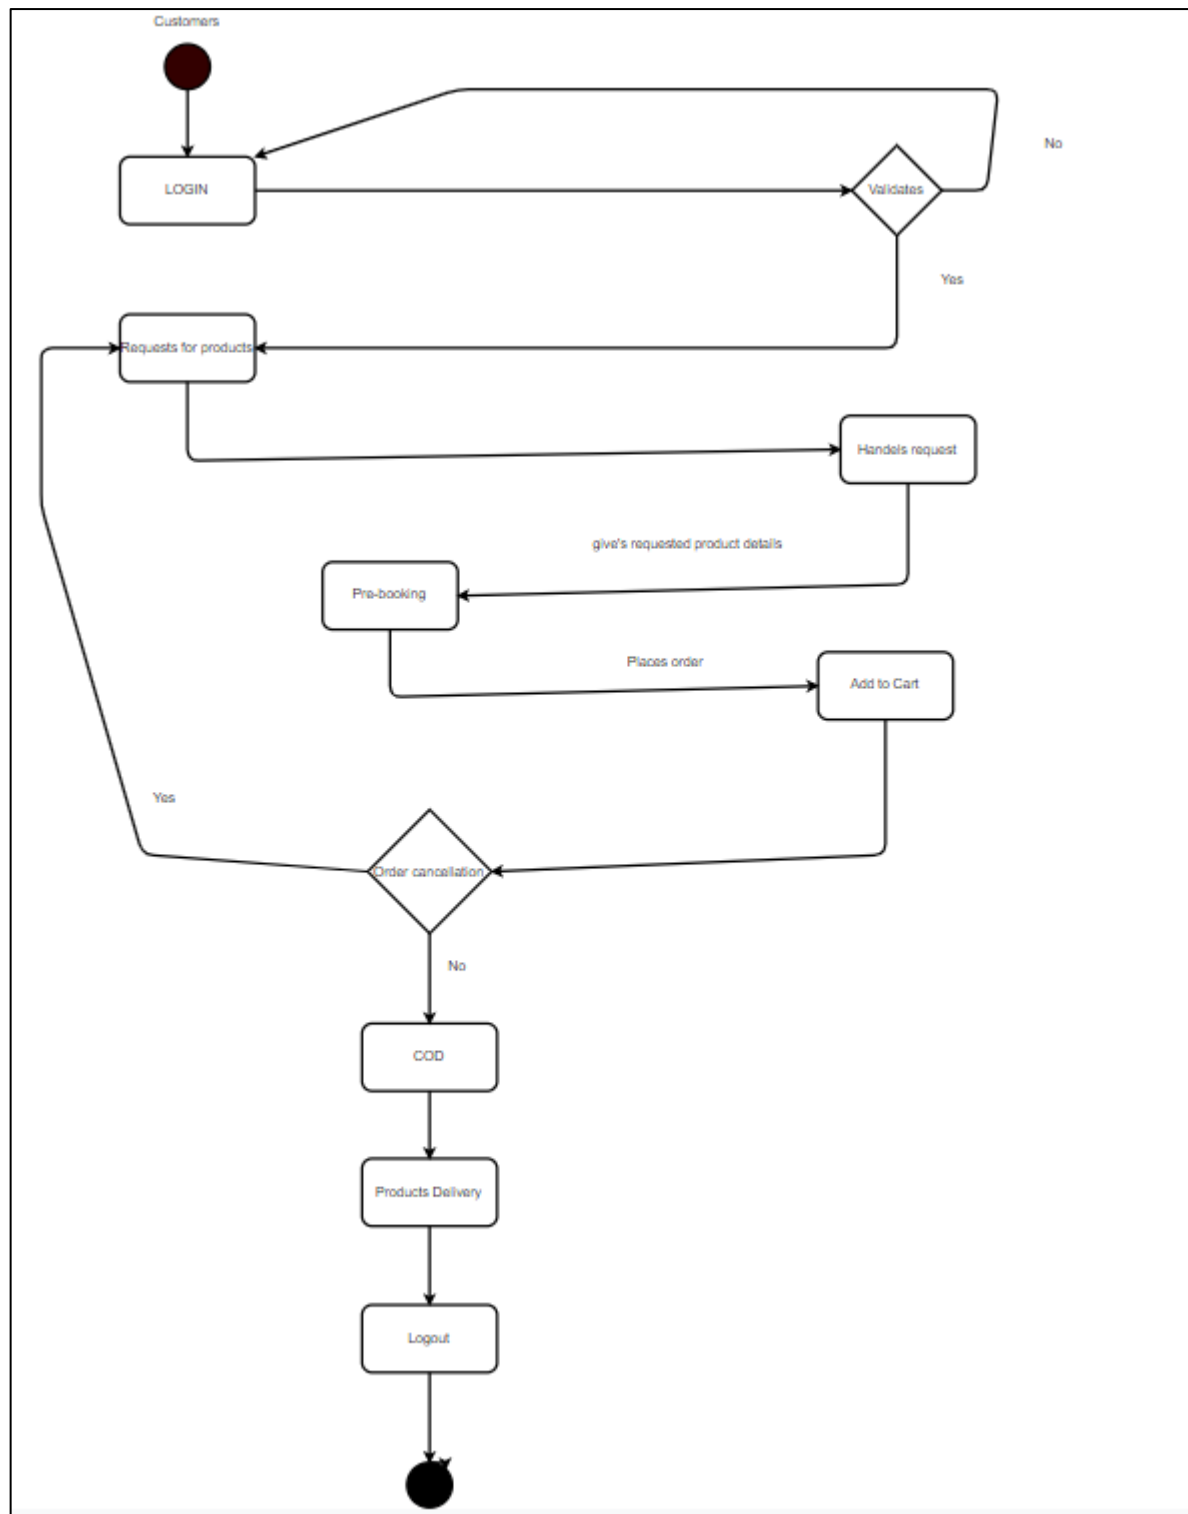 Customers
LOGIN
Validates
No
Yes
Requests for products
Handels request
give's requested product details
Pre-booking
Places order
Add to Cart
Yes
Order cancellation
No
COD
Products Delivery
Logout